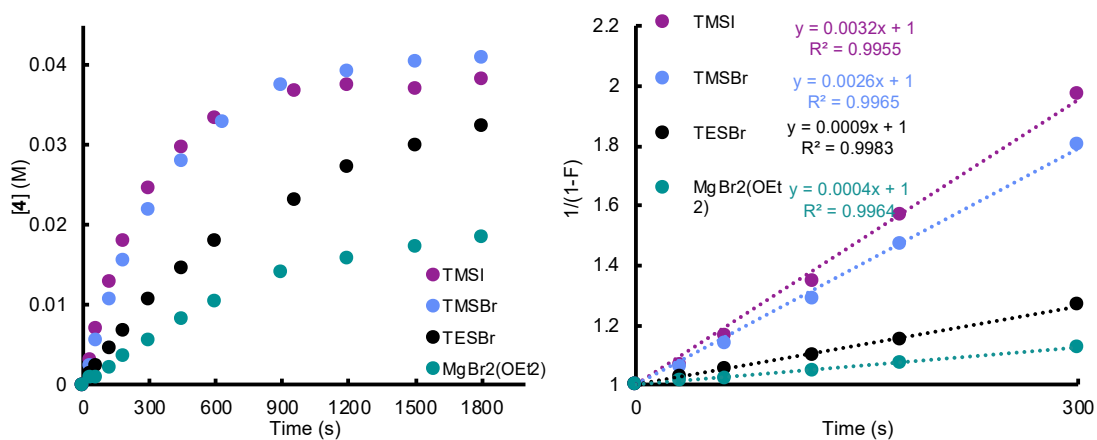 [4] (M)
0.04
0.03
0.02
0.01
0
0 300 600 900 1200 1500 1800
Time (s)
TMSI
TMSBr
TESBr
MgBr2(OEt2)
1/(1-F)
2.2
2
1.8
1.6
1.4
1.2
1
0 300
Time (s)
TMSI
y = 0.0032x + 1
R² = 0.9955
TMSBr
y = 0.0026x + 1
R² = 0.9965
TESBr
y = 0.0009x + 1
R² = 0.9983
MgBr2(OEt
2)
y = 0.0004x + 1
R² = 0.9964